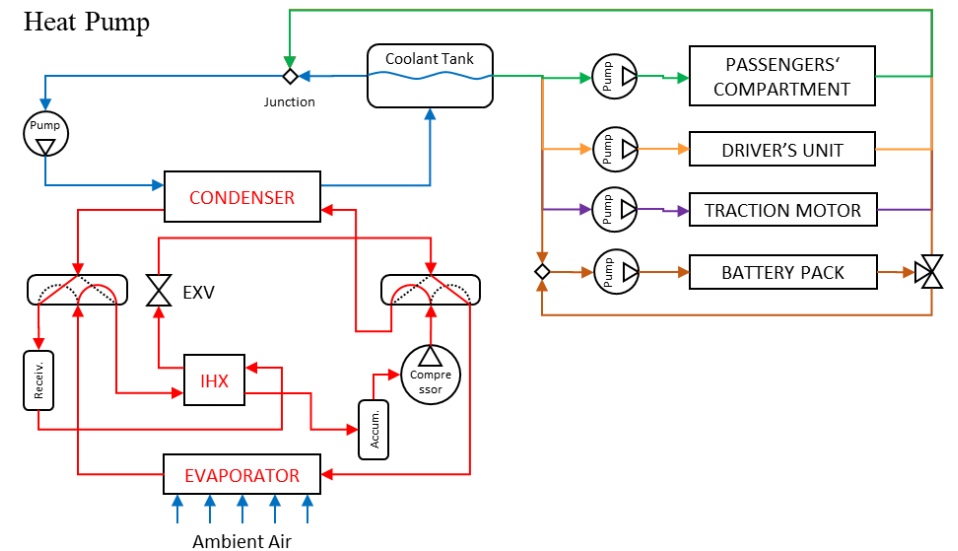 Heat Pump
Coolant Tank
Junction
Pump
Pump
PASSENGERS‘
COMPARTMENT
Pump
DRIVER'S UNIT
CONDENSER
Pump
TRACTION MOTOR
Pump
BATTERY PACK
EXV
Receiv.
IHX
Compre
ssor
Accum.
EVAPORATOR
Ambient Air